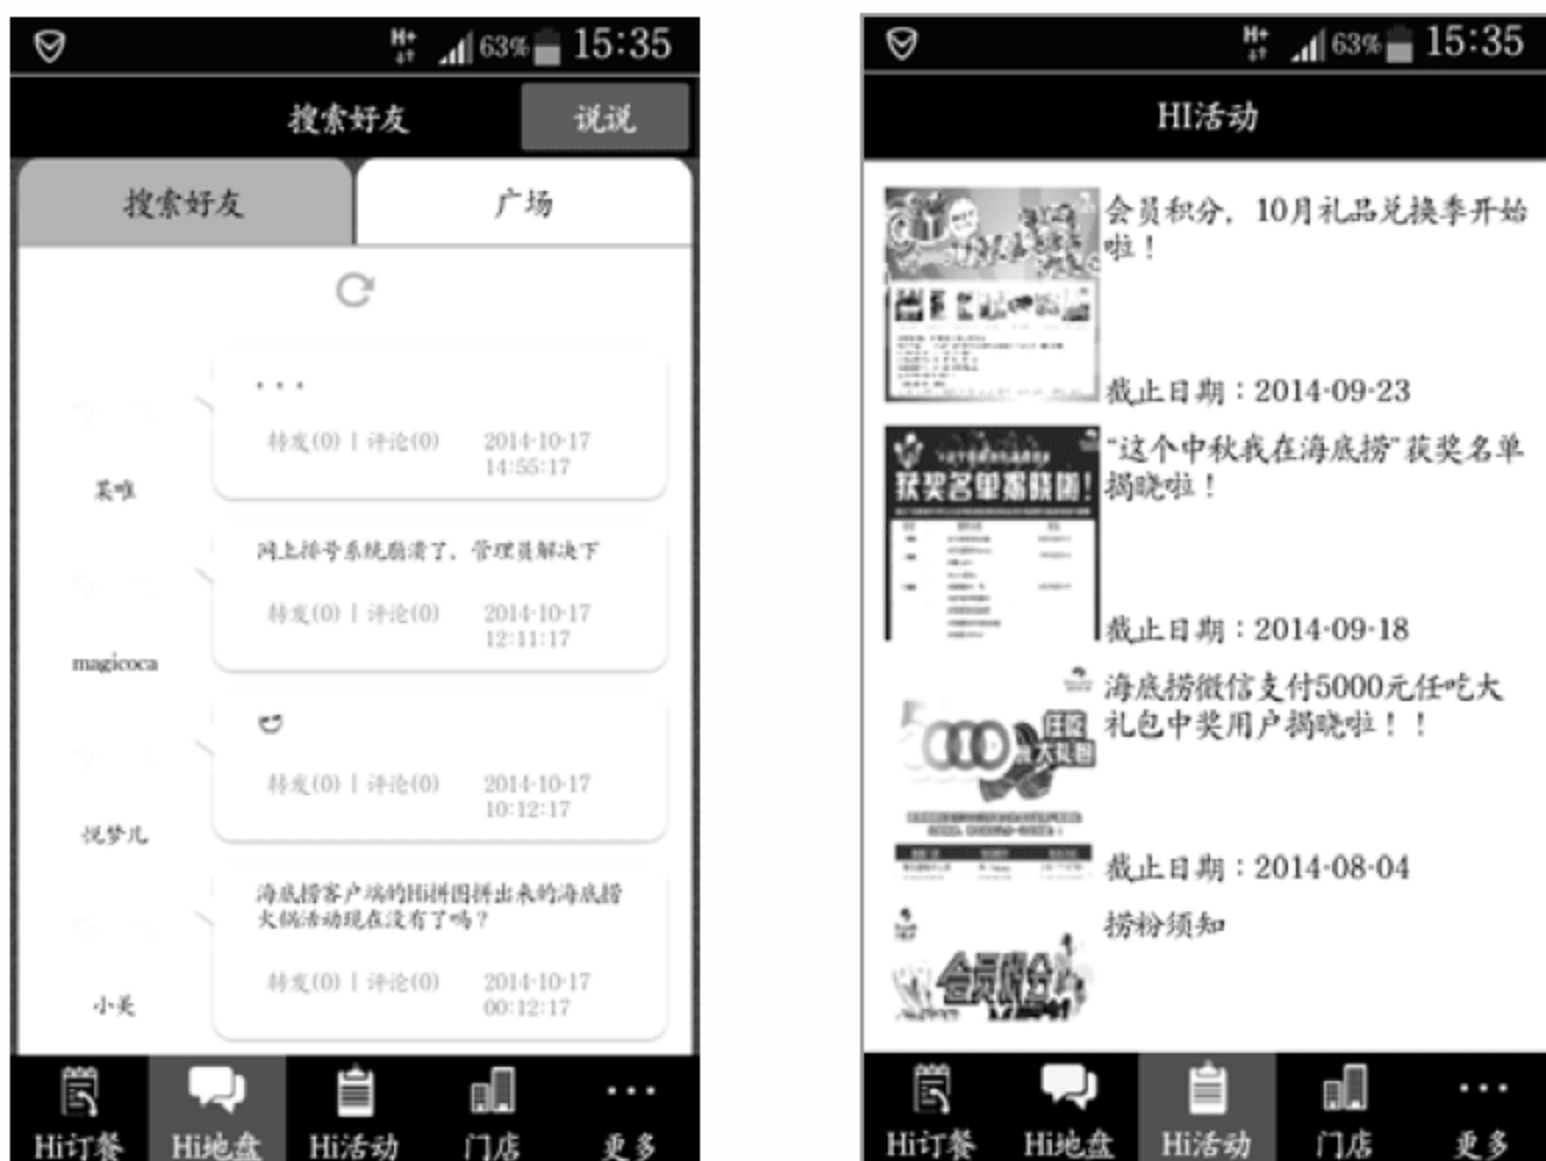 H+ 63% 15:35
搜索好友 说说
搜索好友 广场
...
转发(0) | 评论(0) 2014-10-17
14:55:17
果唯
网上排号系统崩溃了，管理员解决下
转发(0) | 评论(0) 2014-10-17
12:11:17
magicoca
转发(0) | 评论(0) 2014-10-17
10:12:17
悦梦儿
海底捞客户端的Hi拼图拼出来的海底捞
火锅活动现在没有了吗？
转发(0) | 评论(0) 2014-10-17
00:12:17
小美
Hi订餐 Hi地盘 Hi活动 门店 更多
H+ 63% 15:35
HI活动
会员积分，10月礼品兑换季开始
啦！
截止日期：2014-09-23
“这个中秋我在海底捞”获奖名单
揭晓啦！
获奖名单揭晓啦！
截止日期：2014-09-18
海底捞微信支付5000元任吃大
礼包中奖用户揭晓啦！！
5000元
任吃
大礼包
截止日期：2014-08-04
捞粉须知
会员积分
Hi订餐 Hi地盘 Hi活动 门店 更多